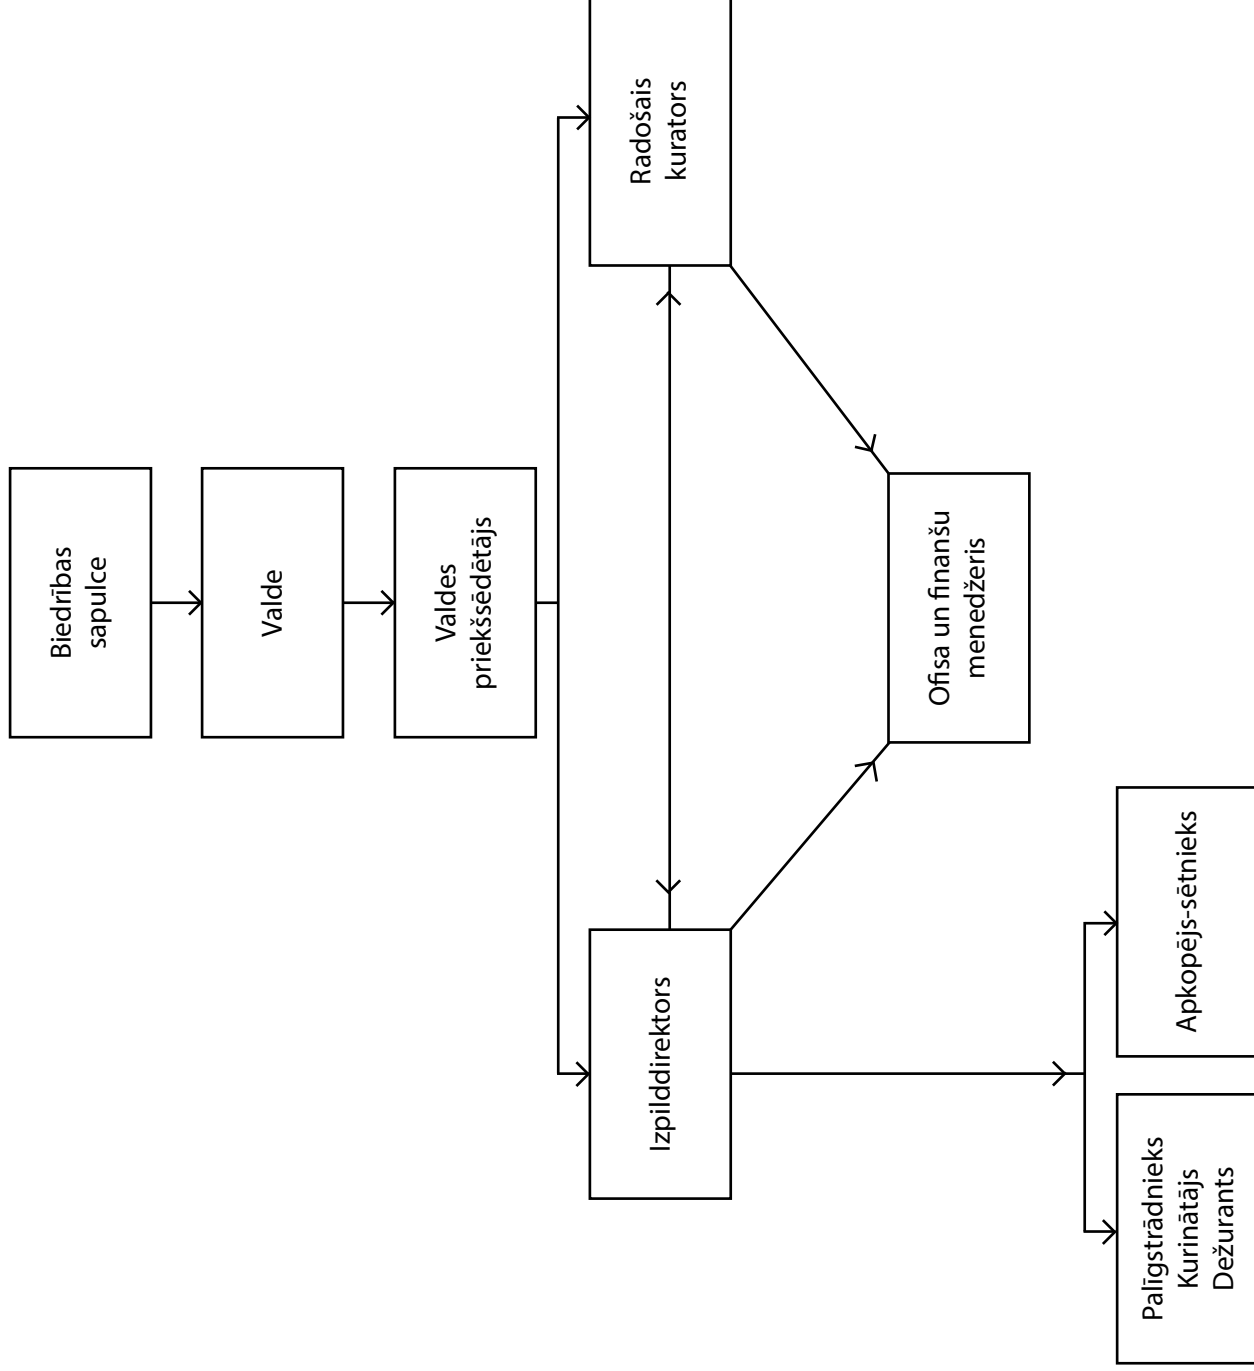 Biedrības
sapulce
Valde
Valdes
priekšsēdētājs
Izpilddirektors
Radošais
kurators
Ofisa un finanšu
menedžeris
Palīgstrādnieks
Kurinātājs
Dežurants
Apkopējs-sētnieks